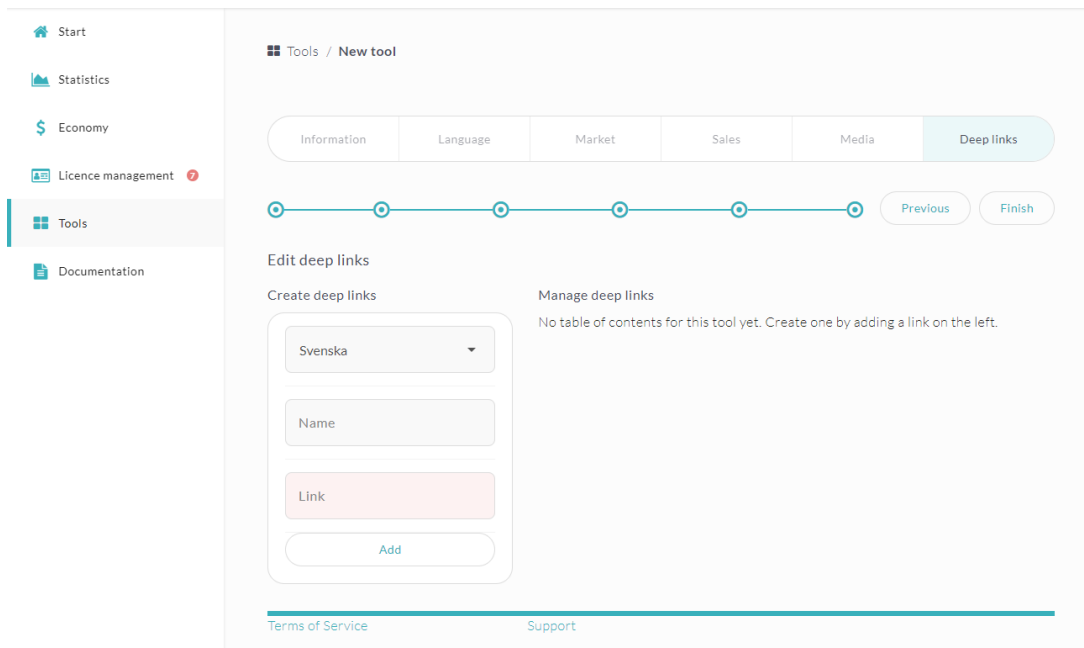 Start
Statistics
Economy
Licence management 7
Tools
Documentation
Tools / New tool
Information Language Market Sales Media Deep links
Previous Finish
Edit deep links
Create deep links
Svenska
Name
Link
Add
Manage deep links
No table of contents for this tool yet. Create one by adding a link on the left.
Terms of Service Support